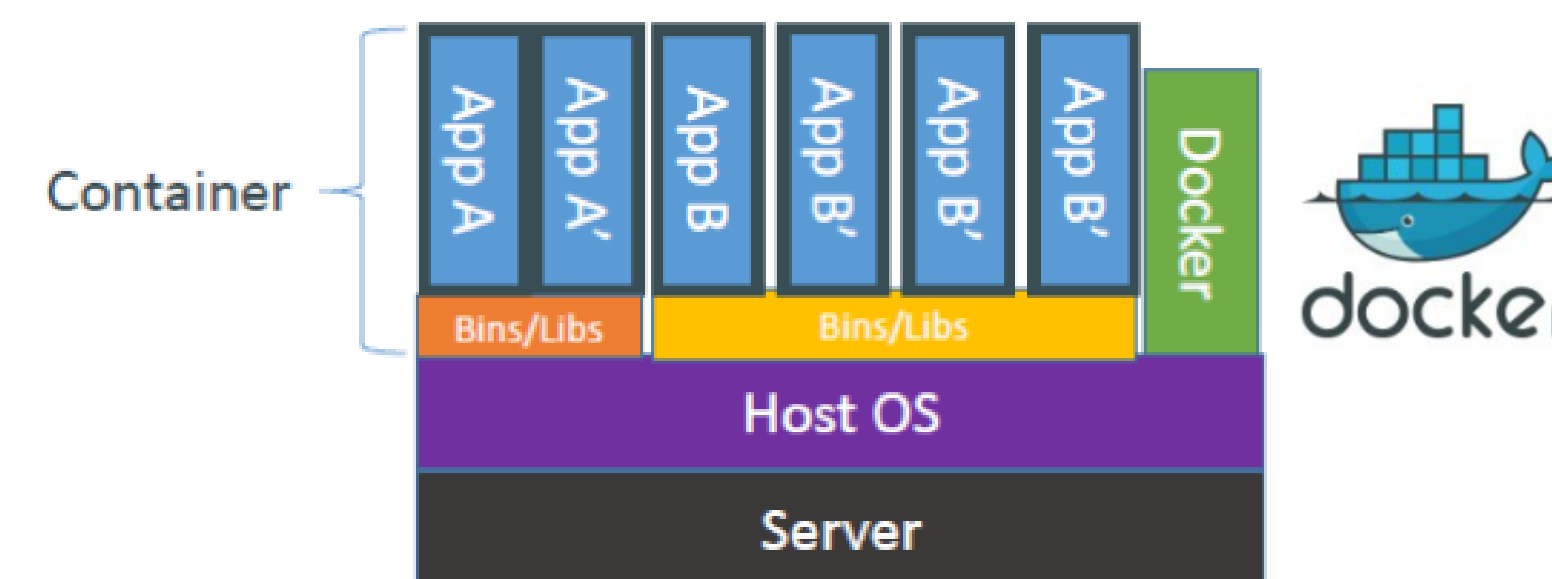 Container
App A
App A’
App B
App B’
App B’
App B’
Docker
Bins/Libs
Bins/Libs
Host OS
Server
docke